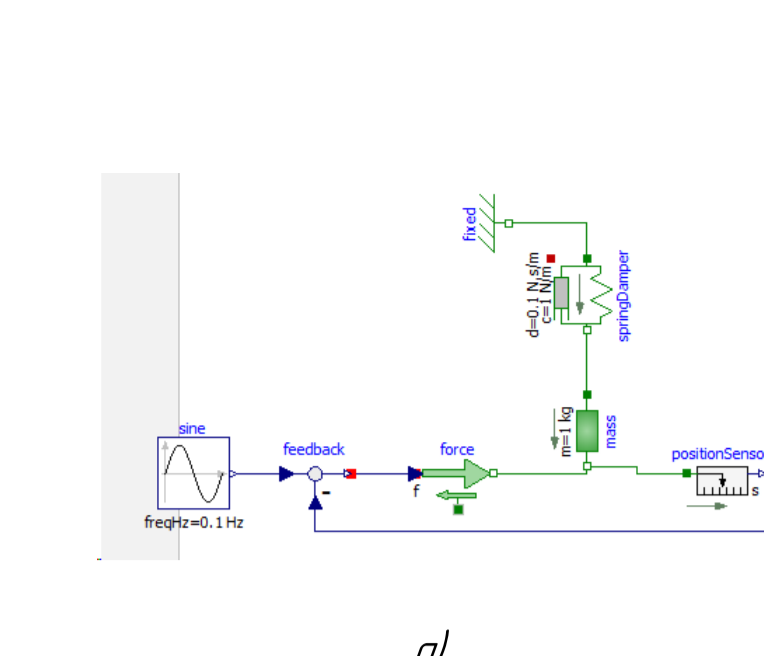 fixed
d=0.1 N.s/m
c=1 N/m
springDamper
m=1 kg
mass
sine
feedback
force
positionSenso
-
f
s
freqHz=0.1 Hz
a)